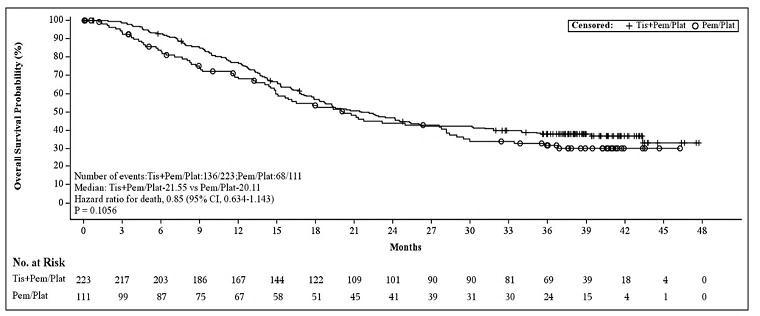 Censored: Tis+Pem/Plat Pem/Plat
Overall Survival Probability (%)
100
90
80
70
60
50
40
30
20
10
0
Number of events:Tis+Pem/Plat:136/223;Pem/Plat:68/111
Median: Tis+Pem/Plat-21.55 vs Pem/Plat-20.11
Hazard ratio for death, 0.85 (95% CI, 0.634-1.143)
P = 0.1056
0 3 6 9 12 15 18 21 24 27 30 33 36 39 42 45 48
Months
No. at Risk
Tis+Pem/Plat 223 217 203 186 167 144 122 109 101 90 90 81 69 39 18 4 0
Pem/Plat 111 99 87 75 67 58 51 45 41 39 31 30 24 15 4 1 0